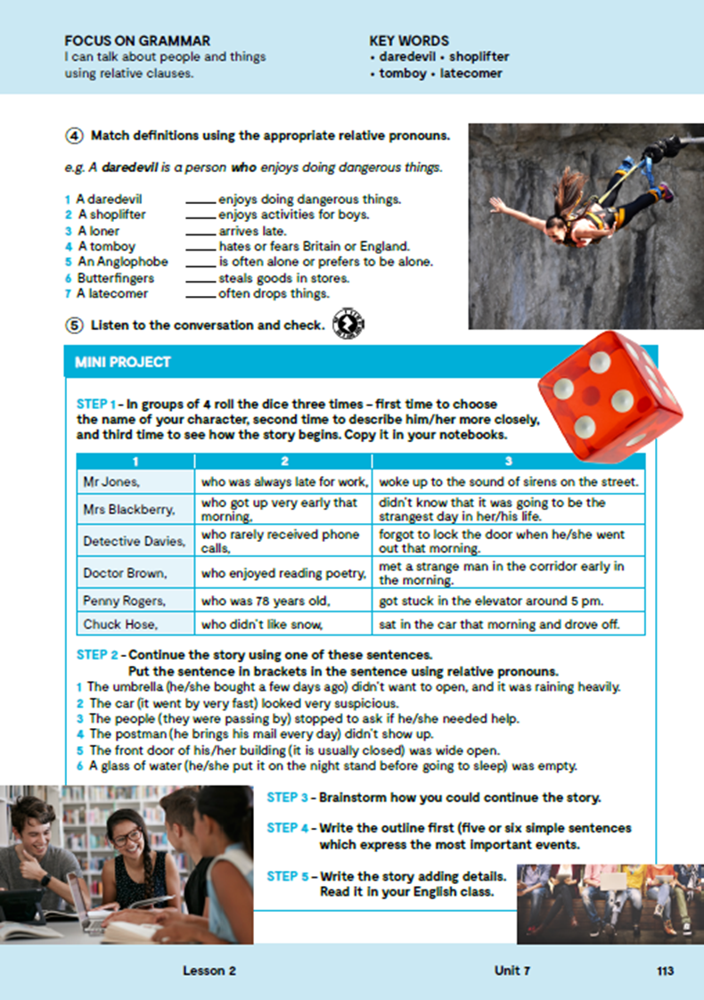 FOCUS ON GRAMMAR
I can talk about people and things
using relative clauses.
KEY WORDS
• daredevil • shoplifter
• tomboy • latecomer
4 Match definitions using the appropriate relative pronouns.
e.g. A daredevil is a person who enjoys doing dangerous things.
1 A daredevil ____ enjoys doing dangerous things.
2 A shoplifter ____ enjoys activities for boys.
3 A loner ____ arrives late.
4 A tomboy ____ hates or fears Britain or England.
5 An Anglophobe ____ is often alone or prefers to be alone.
6 Butterfingers ____ steals goods in stores.
7 A latecomer ____ often drops things.
5 Listen to the conversation and check.
MINI PROJECT
STEP 1 - In groups of 4 roll the dice three times – first time to choose
the name of your character, second time to describe him/her more closely,
and third time to see how the story begins. Copy it in your notebooks.
1 2 3
Mr Jones, who was always late for work, woke up to the sound of sirens on the street.
Mrs Blackberry, who got up very early that morning, didn't know that it was going to be the strangest day in her/his life.
Detective Davies, who rarely received phone calls, forgot to lock the door when he/she went out that morning.
Doctor Brown, who enjoyed reading poetry, met a strange man in the corridor early in the morning.
Penny Rogers, who was 78 years old, got stuck in the elevator around 5 pm.
Chuck Hose, who didn't like snow, sat in the car that morning and drove off.
STEP 2 - Continue the story using one of these sentences.
Put the sentence in brackets in the sentence using relative pronouns.
1 The umbrella (he/she bought a few days ago) didn't want to open, and it was raining heavily.
2 The car (it went by very fast) looked very suspicious.
3 The people (they were passing by) stopped to ask if he/she needed help.
4 The postman (he brings his mail every day) didn't show up.
5 The front door of his/her building (it is usually closed) was wide open.
6 A glass of water (he/she put it on the night stand before going to sleep) was empty.
STEP 3 - Brainstorm how you could continue the story.
STEP 4 - Write the outline first (five or six simple sentences
which express the most important events.
STEP 5 - Write the story adding details.
Read it in your English class.
Lesson 2 Unit 7 113